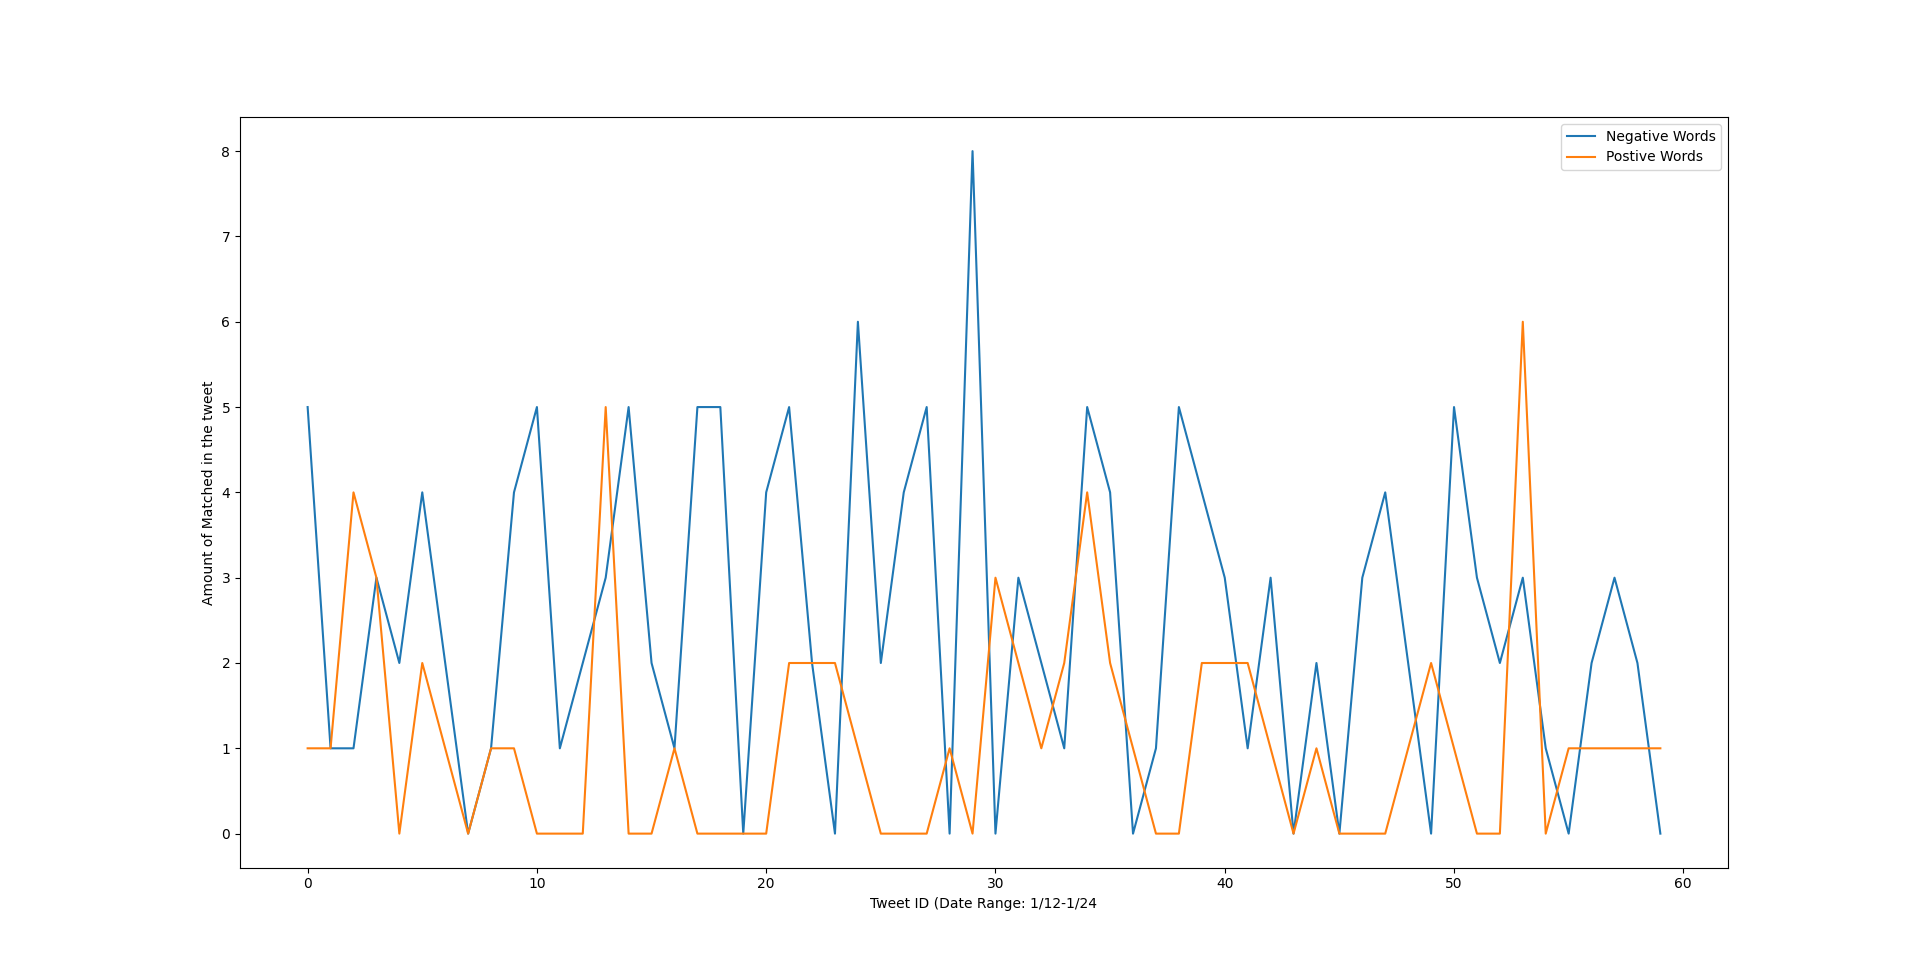 Negative Words
Postive Words
8
7
6
5
4
3
2
1
0
Amount of Matched in the tweet
0 10 20 30 40 50 60
Tweet ID (Date Range: 1/12-1/24